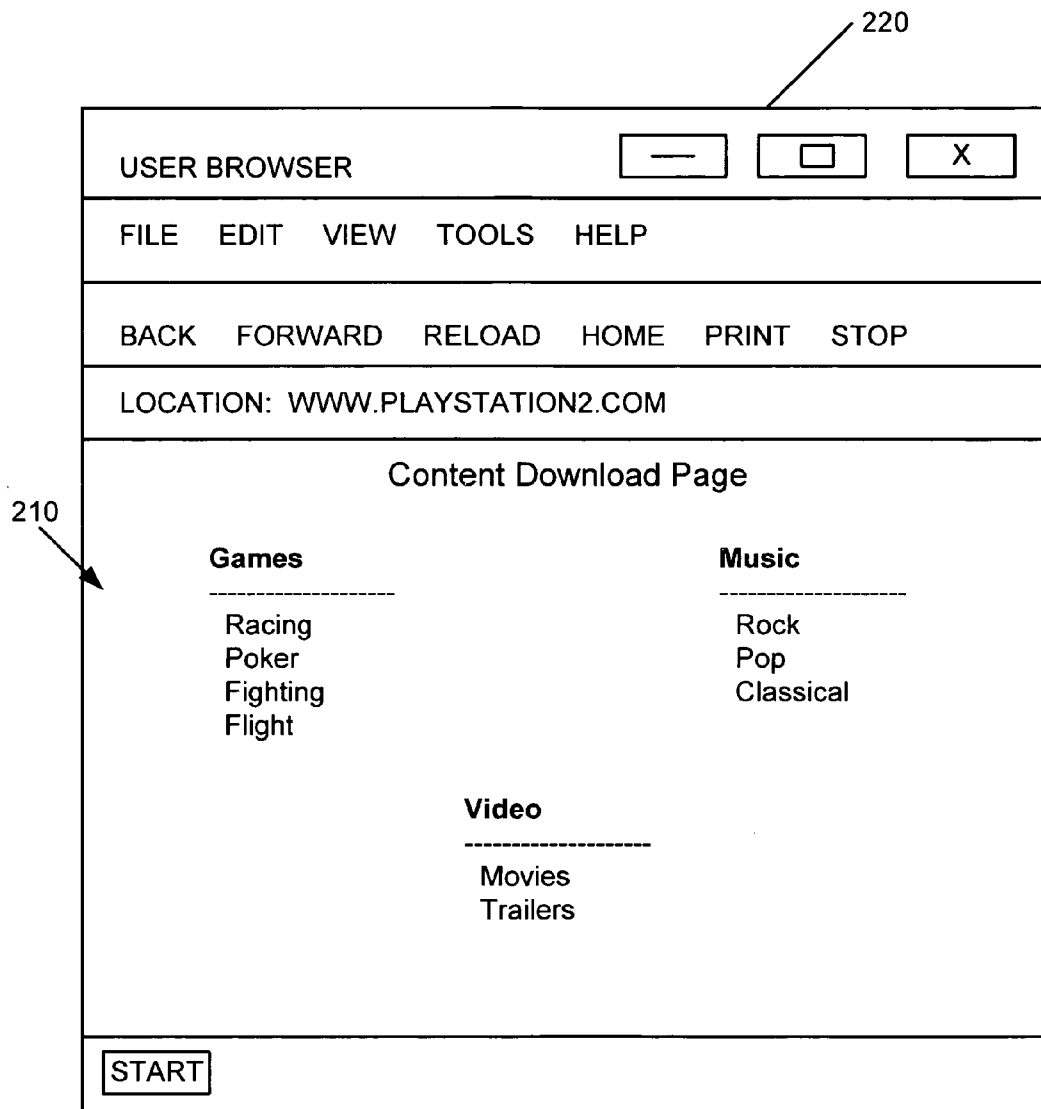 220
USER BROWSER X
FILE EDIT VIEW TOOLS HELP
BACK FORWARD RELOAD HOME PRINT STOP
LOCATION: WWW.PLAYSTATION2.COM
Content Download Page
210
Games
--------------------
Racing
Poker
Fighting
Flight
Music
--------------------
Rock
Pop
Classical
Video
--------------------
Movies
Trailers
START